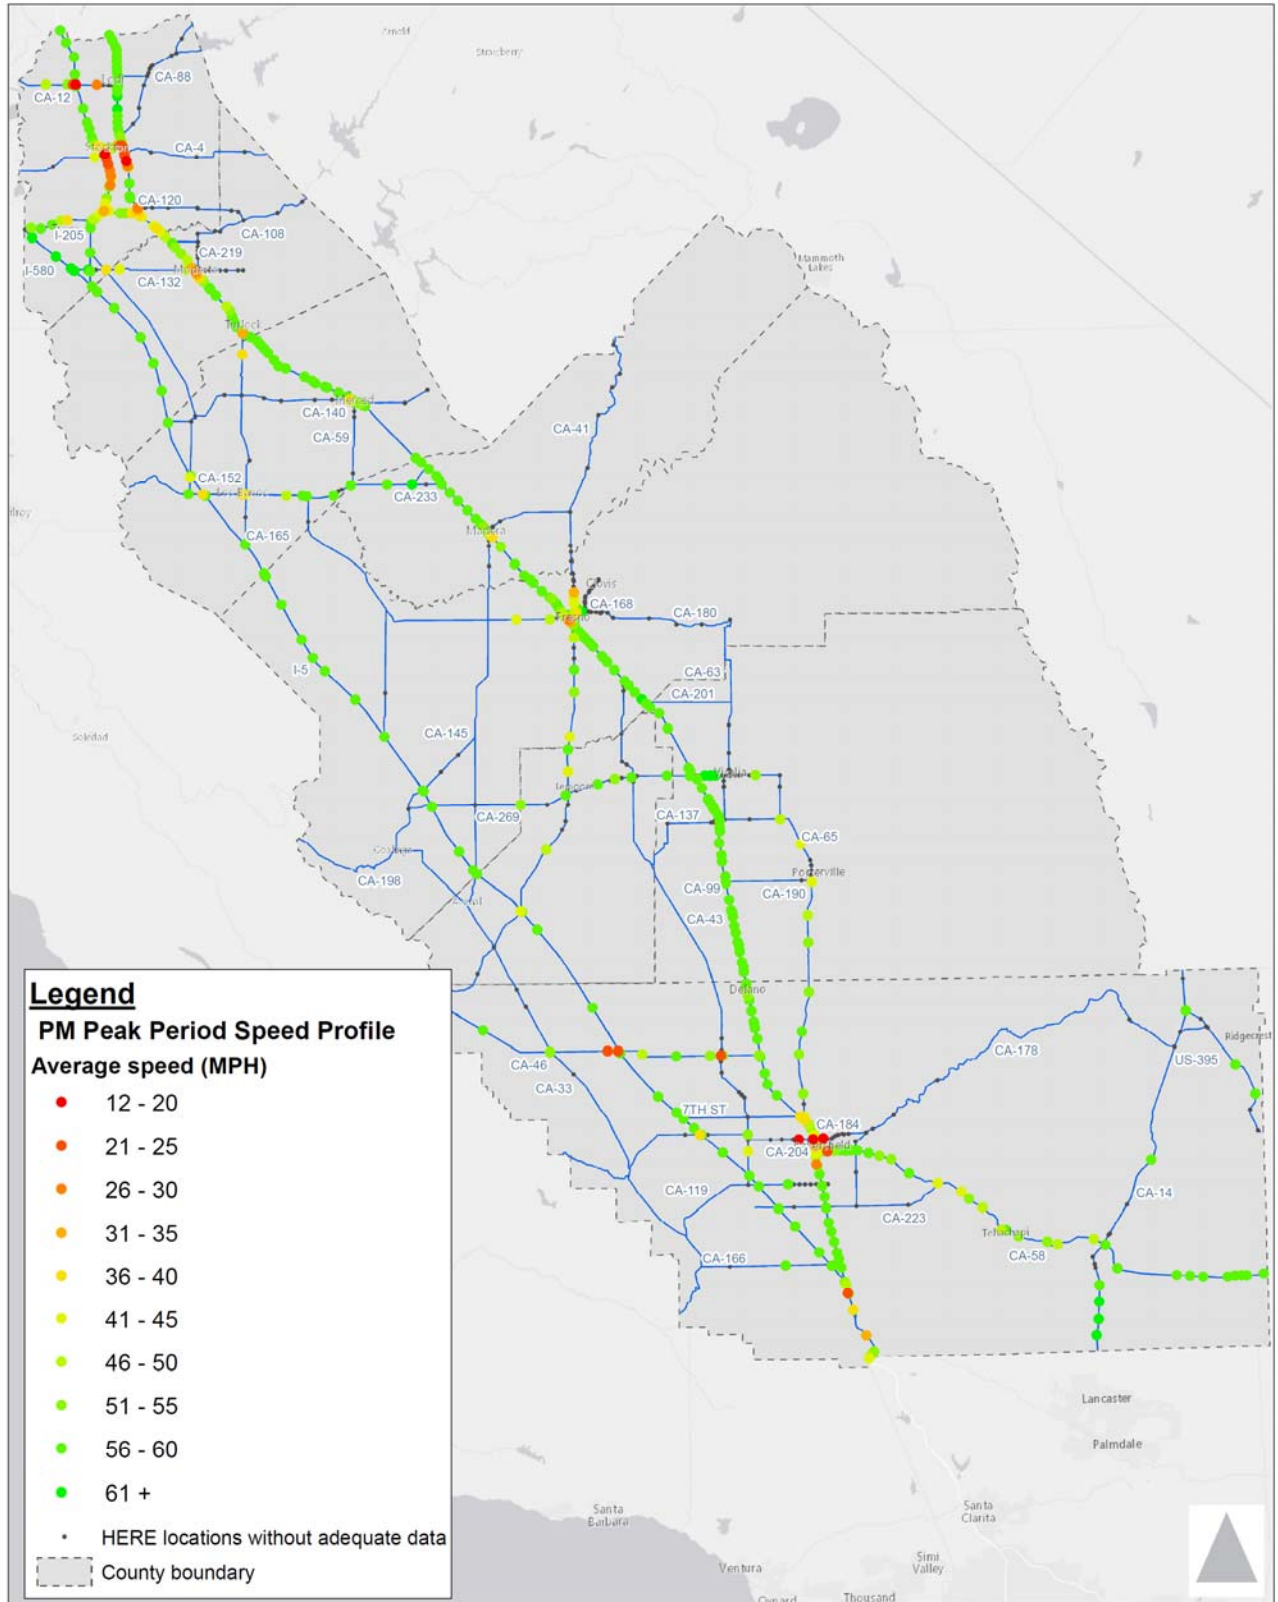 Arnold
Strawberry
CA-88
Lodi
CA-12
CA-4
Stockton
CA-120
CA-108
I-205
CA-219
I-580
Modesto
CA-132
Mammoth
Lakes
Turlock
CA-140
Merced
CA-59
CA-41
CA-152
Los Banos
CA-233
CA-165
Madera
Clovis
CA-168
CA-180
Fresno
I-5
CA-63
CA-201
Soledad
CA-145
Visalia
Lemoore
CA-269
CA-137
CA-65
Coalinga
CA-198
Porterville
CA-99
CA-190
CA-43
Avenal
Delano
CA-178
Ridgecrest
US-395
CA-46
CA-33
7TH ST
CA-184
CA-204
CA-119
CA-14
CA-223
Tehachapi
CA-58
CA-166
Lancaster
Palmdale
Santa
Barbara
Santa
Clarita
Simi
Valley
Ventura
Oxnard
Thousand
Legend
PM Peak Period Speed Profile
Average speed (MPH)
12 - 20
21 - 25
26 - 30
31 - 35
36 - 40
41 - 45
46 - 50
51 - 55
56 - 60
61 +
HERE locations without adequate data
County boundary